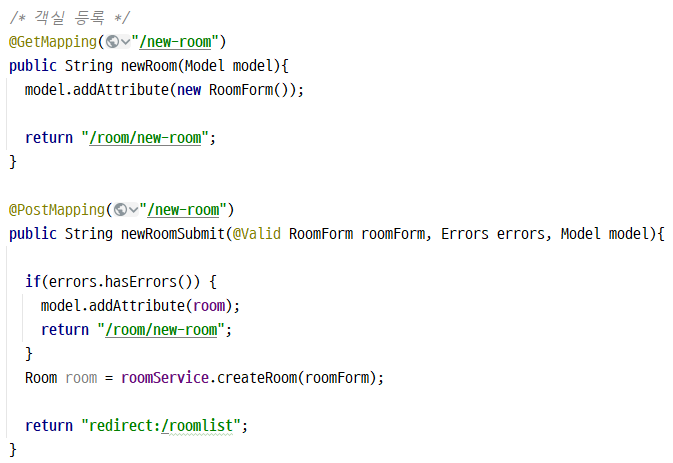 /* 객실 등록 */
@GetMapping("/new-room")
public String newRoom(Model model){
model.addAttribute(new RoomForm());
return "/room/new-room";
}
@PostMapping("/new-room")
public String newRoomSubmit(@Valid RoomForm roomForm, Errors errors, Model model){
if(errors.hasErrors()) {
model.addAttribute(room);
return "/room/new-room";
}
Room room = roomService.createRoom(roomForm);
return "redirect:/roomlist";
}